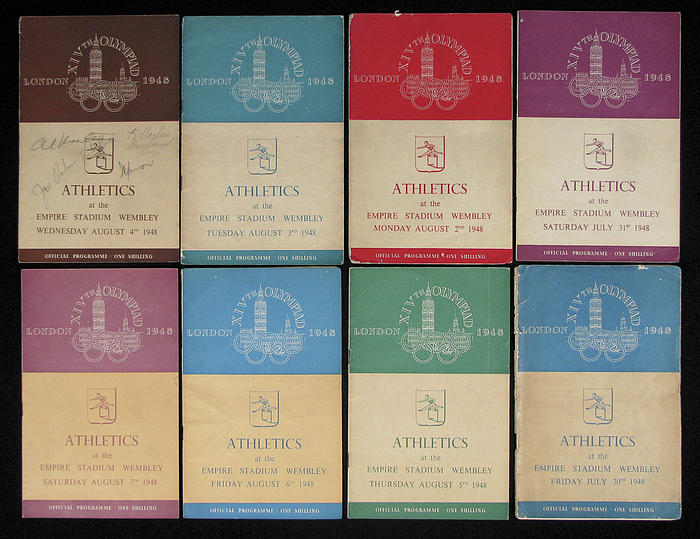 XIVTH OLYMPIAD
LONDON 1948
ATHLETICS
at the
EMPIRE STADIUM WEMBLEY
WEDNESDAY AUGUST 4TH 1948
OFFICIAL PROGRAMME · ONE SHILLING
XIVTH OLYMPIAD
LONDON 1948
ATHLETICS
at the
EMPIRE STADIUM WEMBLEY
TUESDAY AUGUST 3RD 1948
OFFICIAL PROGRAMME · ONE SHILLING
XIVTH OLYMPIAD
LONDON 1948
ATHLETICS
at the
EMPIRE STADIUM WEMBLEY
MONDAY AUGUST 2ND 1948
OFFICIAL PROGRAMME · ONE SHILLING
XIVTH OLYMPIAD
LONDON 1948
ATHLETICS
at the
EMPIRE STADIUM WEMBLEY
SATURDAY JULY 31ST 1948
OFFICIAL PROGRAMME · ONE SHILLING
XIVTH OLYMPIAD
LONDON 1948
ATHLETICS
at the
EMPIRE STADIUM WEMBLEY
SATURDAY AUGUST 7TH 1948
OFFICIAL PROGRAMME · ONE SHILLING
XIVTH OLYMPIAD
LONDON 1948
ATHLETICS
at the
EMPIRE STADIUM WEMBLEY
FRIDAY AUGUST 6TH 1948
OFFICIAL PROGRAMME · ONE SHILLING
XIVTH OLYMPIAD
LONDON 1948
ATHLETICS
at the
EMPIRE STADIUM WEMBLEY
THURSDAY AUGUST 5TH 1948
OFFICIAL PROGRAMME · ONE SHILLING
XIVTH OLYMPIAD
LONDON 1948
ATHLETICS
at the
EMPIRE STADIUM WEMBLEY
FRIDAY JULY 30TH 1948
OFFICIAL PROGRAMME · ONE SHILLING